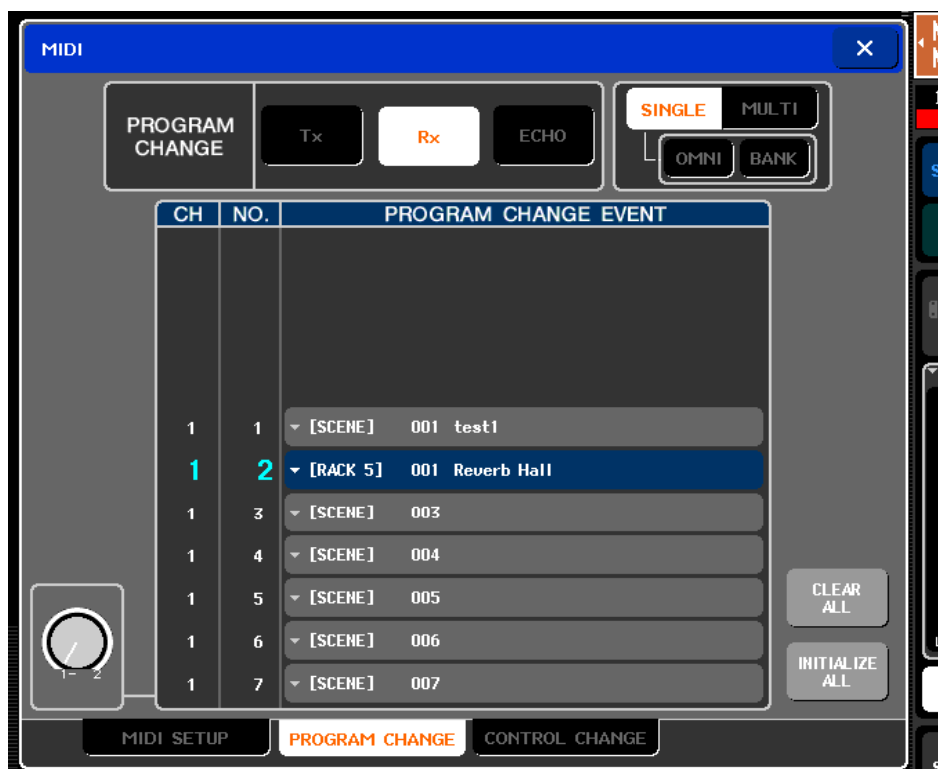 MIDI
PROGRAM CHANGE
Tx
Rx
ECHO
SINGLE MULTI
OMNI BANK
CH NO. PROGRAM CHANGE EVENT
1 1 [SCENE] 001 test1
1 2 [RACK 5] 001 Reverb Hall
1 3 [SCENE] 003
1 4 [SCENE] 004
1 5 [SCENE] 005
1 6 [SCENE] 006
1 7 [SCENE] 007
1- 2
CLEAR ALL
INITIALIZE ALL
MIDI SETUP PROGRAM CHANGE CONTROL CHANGE